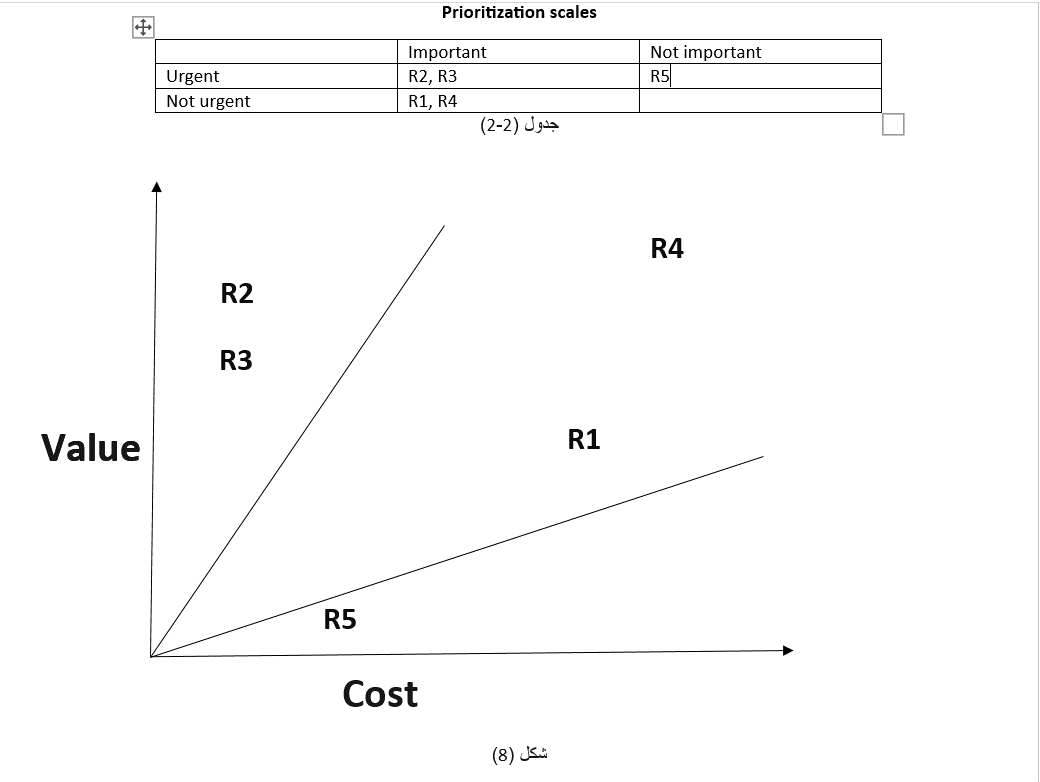 Prioritization scales
Important Not important
Urgent R2, R3 R5
Not urgent R1, R4
جدول (2-2)
R4
R2
R3
Value
R1
R5
Cost
شكل (8)